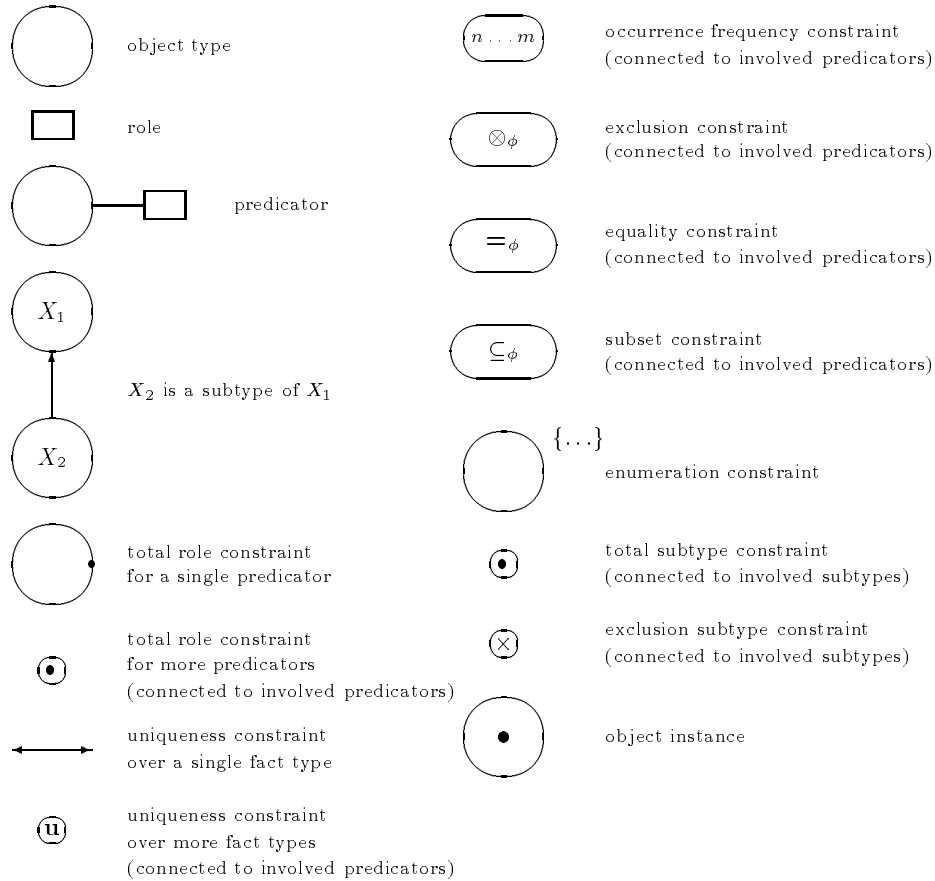 object type
role
predicator
X₁
X₂ is a subtype of X₁
X₂
total role constraint
for a single predicator
total role constraint
for more predicators
(connected to involved predicators)
uniqueness constraint
over a single fact type
u
uniqueness constraint
over more fact types
(connected to involved predicators)
n . . . m
occurrence frequency constraint
(connected to involved predicators)
⊗ϕ
exclusion constraint
(connected to involved predicators)
=ϕ
equality constraint
(connected to involved predicators)
⊆ϕ
subset constraint
(connected to involved predicators)
{...}
enumeration constraint
total subtype constraint
(connected to involved subtypes)
×
exclusion subtype constraint
(connected to involved subtypes)
object instance